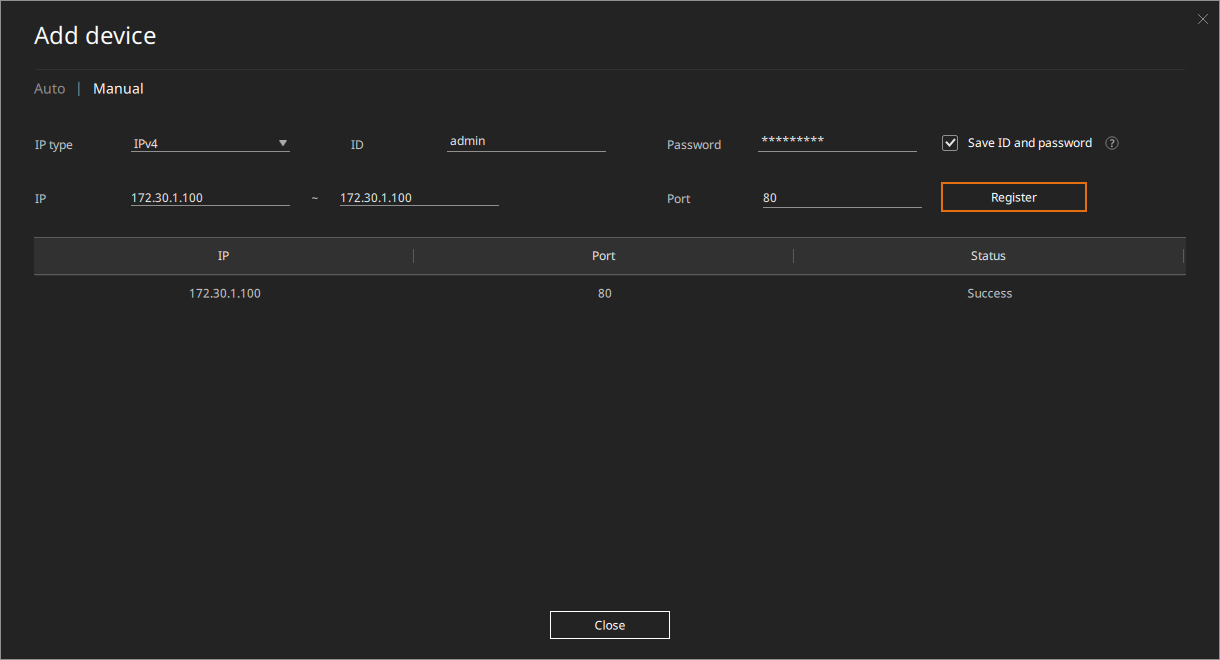 Add device
Auto | Manual
IP type IPv4 ID admin Password ********* Save ID and password ?
IP 172.30.1.100 ~ 172.30.1.100 Port 80 Register
IP Port Status
172.30.1.100 80 Success
Close